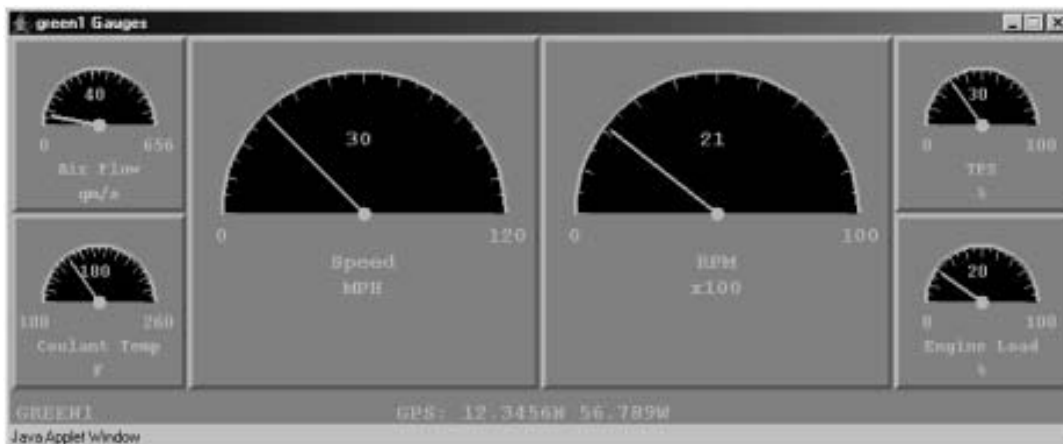 green1 Gauges
40
0 656
Air Flow
gm/s
30
0 120
Speed
MPH
21
0 100
RPM
x100
30
0 100
TPS
%
180
100 260
Coulant Temp
F
20
0 100
Engine Load
%
GREEN1 GPS: 12.3456N 56.789W
Java Applet Window